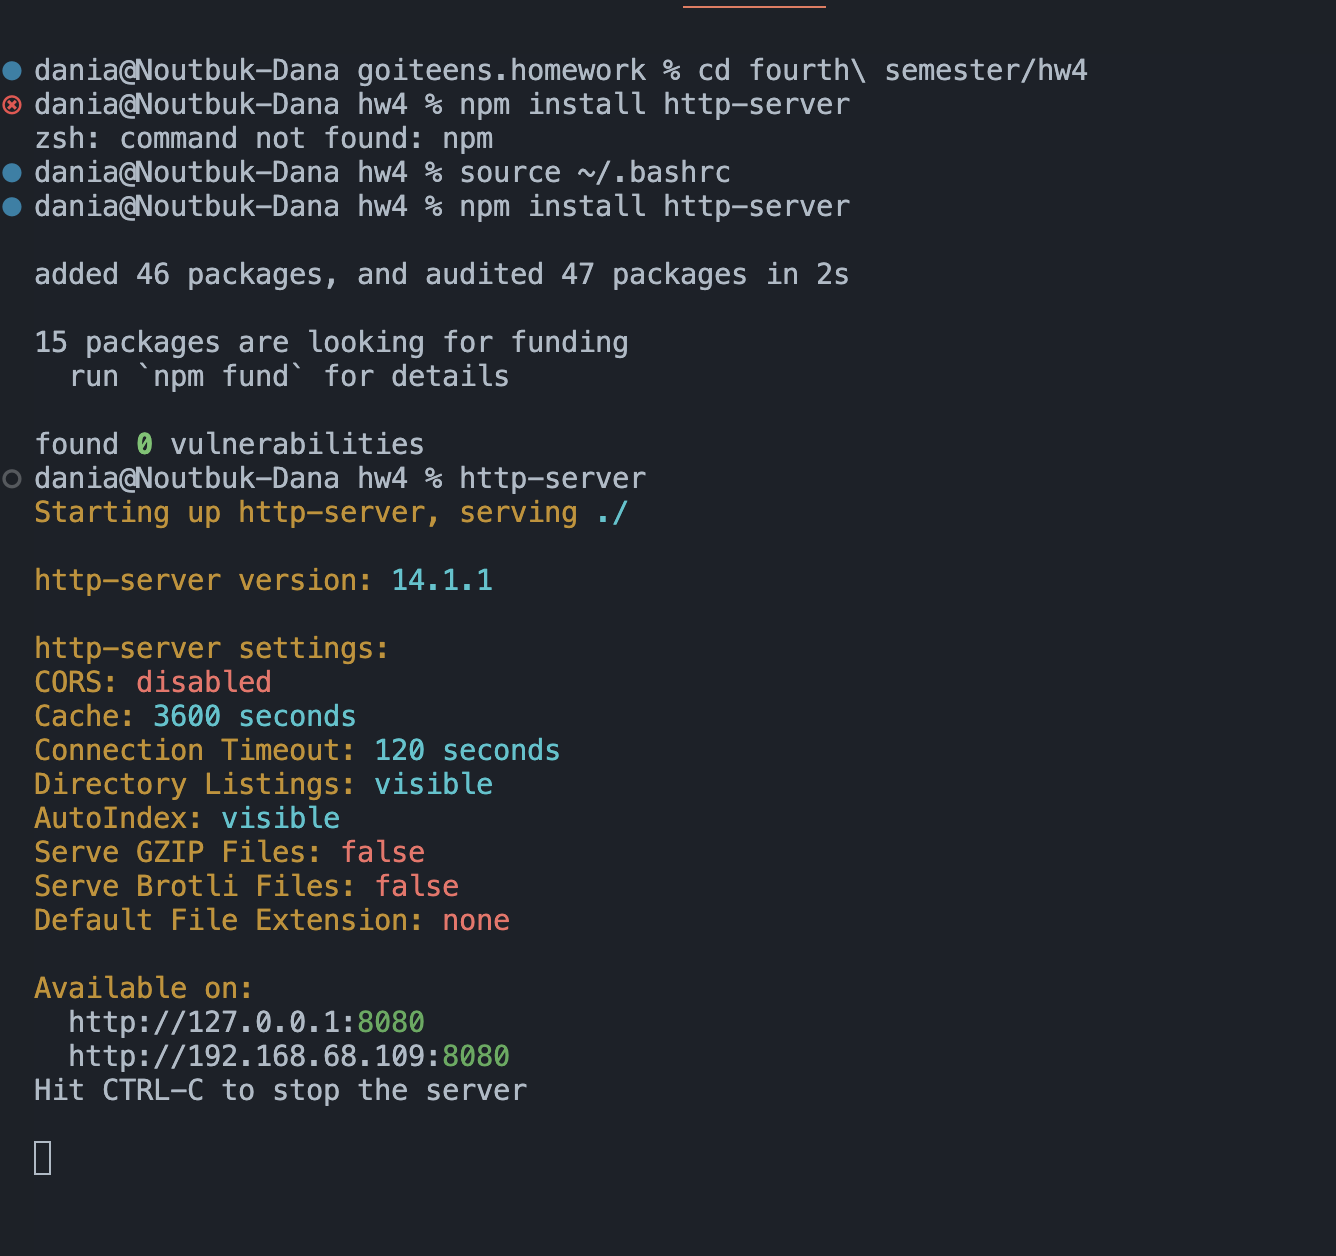 dania@Noutbuk-Dana goiteens.homework % cd fourth\ semester/hw4
dania@Noutbuk-Dana hw4 % npm install http-server
zsh: command not found: npm
dania@Noutbuk-Dana hw4 % source ~/.bashrc
dania@Noutbuk-Dana hw4 % npm install http-server
added 46 packages, and audited 47 packages in 2s
15 packages are looking for funding
run `npm fund` for details
found 0 vulnerabilities
dania@Noutbuk-Dana hw4 % http-server
Starting up http-server, serving ./
http-server version: 14.1.1
http-server settings:
CORS: disabled
Cache: 3600 seconds
Connection Timeout: 120 seconds
Directory Listings: visible
AutoIndex: visible
Serve GZIP Files: false
Serve Brotli Files: false
Default File Extension: none
Available on:
http://127.0.0.1:8080
http://192.168.68.109:8080
Hit CTRL-C to stop the server